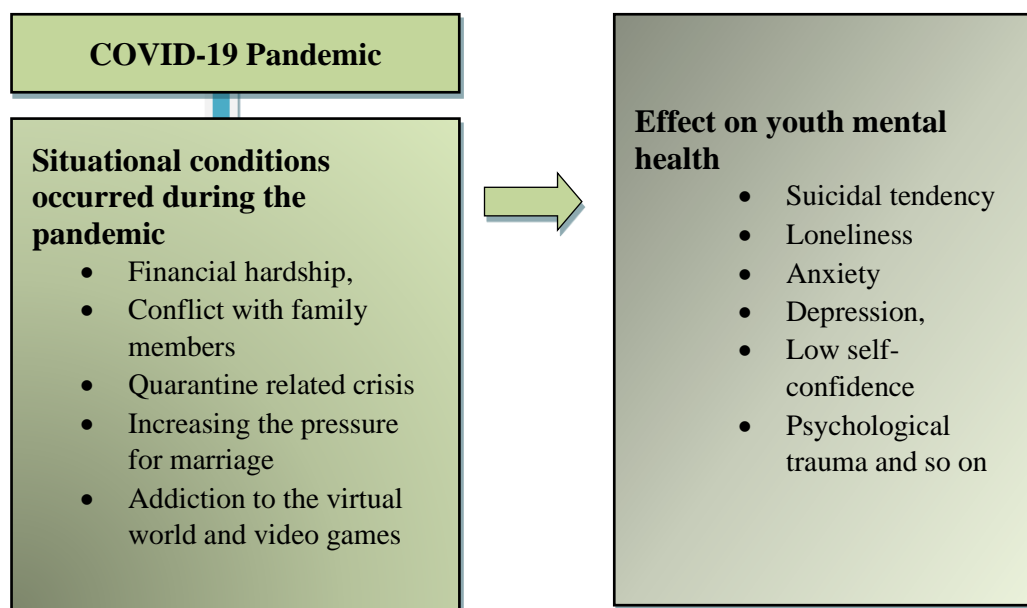 COVID-19 Pandemic
Situational conditions
occurred during the
pandemic
• Financial hardship,
• Conflict with family
members
• Quarantine related crisis
• Increasing the pressure
for marriage
• Addiction to the virtual
world and video games
Effect on youth mental
health
• Suicidal tendency
• Loneliness
• Anxiety
• Depression,
• Low self-
confidence
• Psychological
trauma and so on